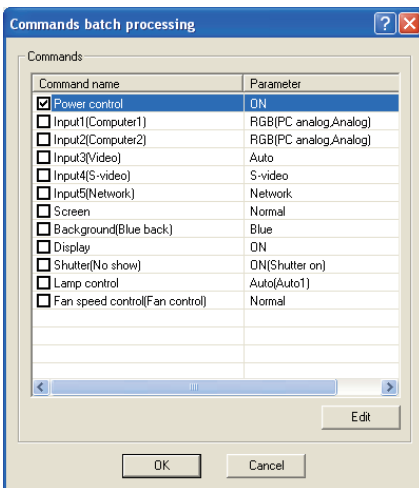 Commands batch processing
Commands
Command name Parameter
Power control ON
Input1(Computer1) RGB(PC analog,Analog)
Input2(Computer2) RGB(PC analog,Analog)
Input3(Video) Auto
Input4(S-video) S-video
Input5(Network) Network
Screen Normal
Background(Blue back) Blue
Display ON
Shutter(No show) ON(Shutter on)
Lamp control Auto(Auto1)
Fan speed control(Fan control) Normal
Edit
OK Cancel